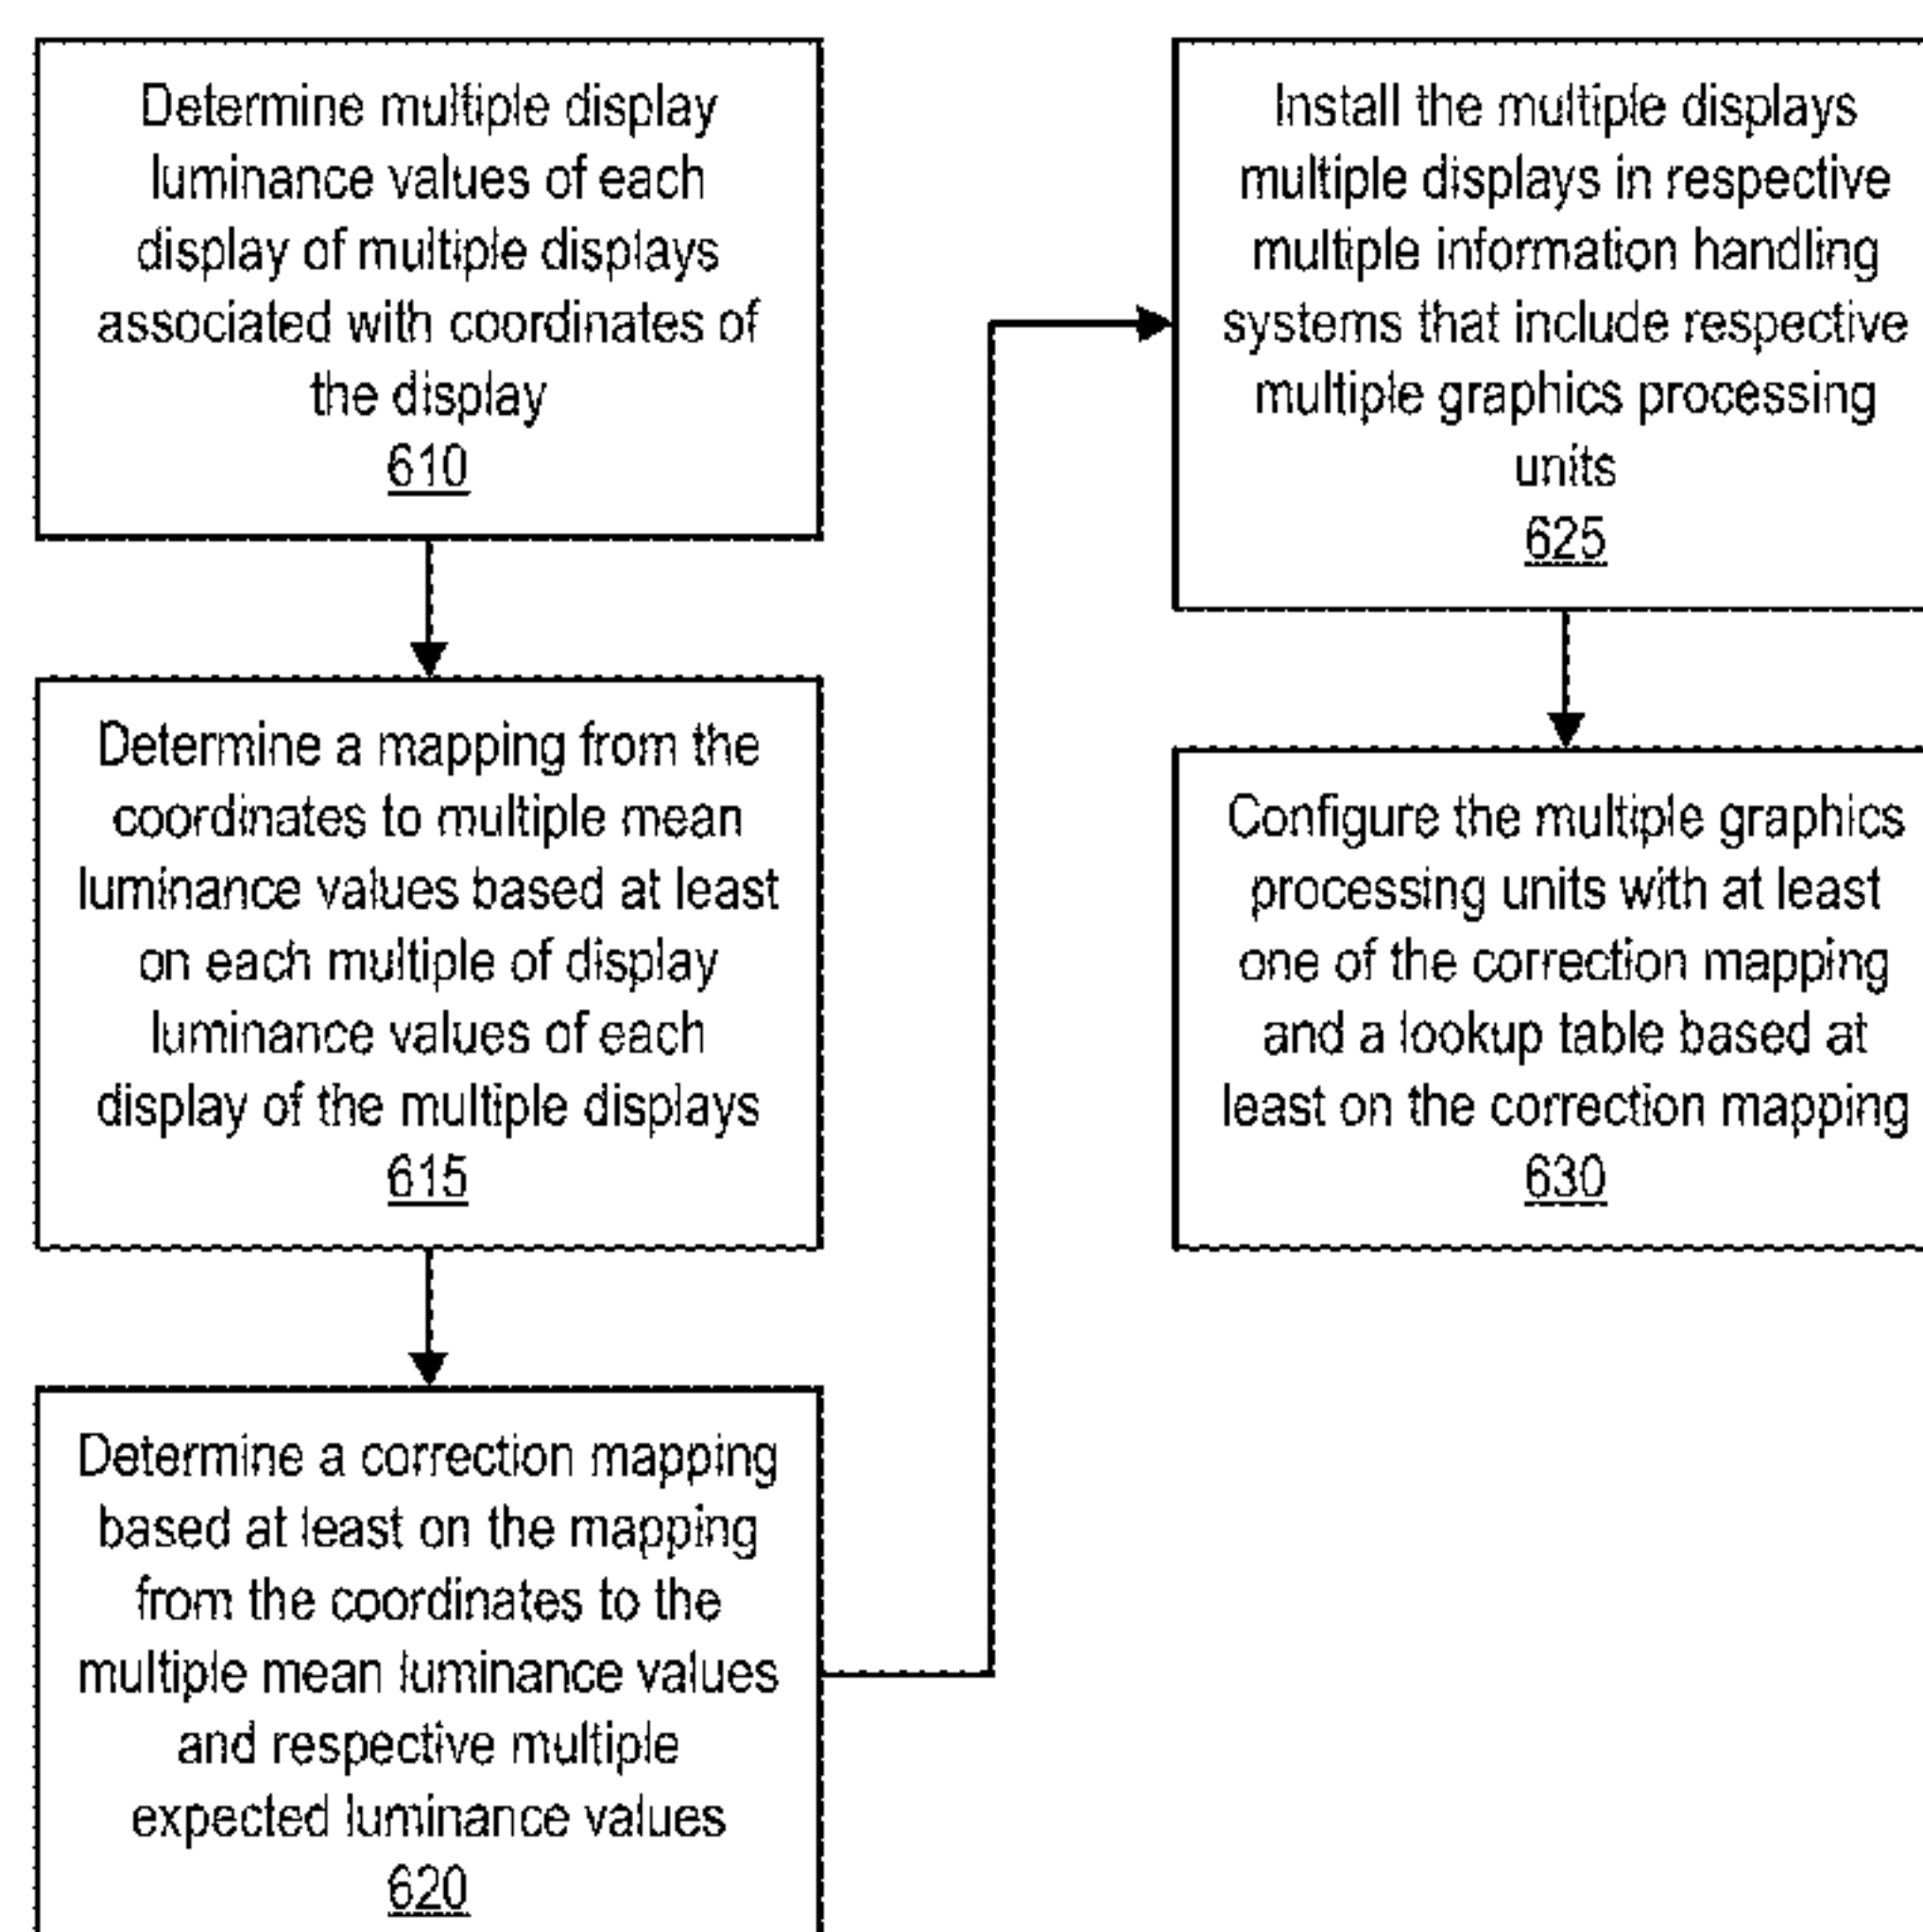 Determine multiple display
luminance values of each
display of multiple displays
associated with coordinates of
the display
610
Determine a mapping from the
coordinates to multiple mean
luminance values based at least
on each multiple of display
luminance values of each
display of the multiple displays
615
Determine a correction mapping
based at least on the mapping
from the coordinates to the
multiple mean luminance values
and respective multiple
expected luminance values
620
Install the multiple displays
multiple displays in respective
multiple information handling
systems that include respective
multiple graphics processing
units
625
Configure the multiple graphics
processing units with at least
one of the correction mapping
and a lookup table based at
least on the correction mapping
630